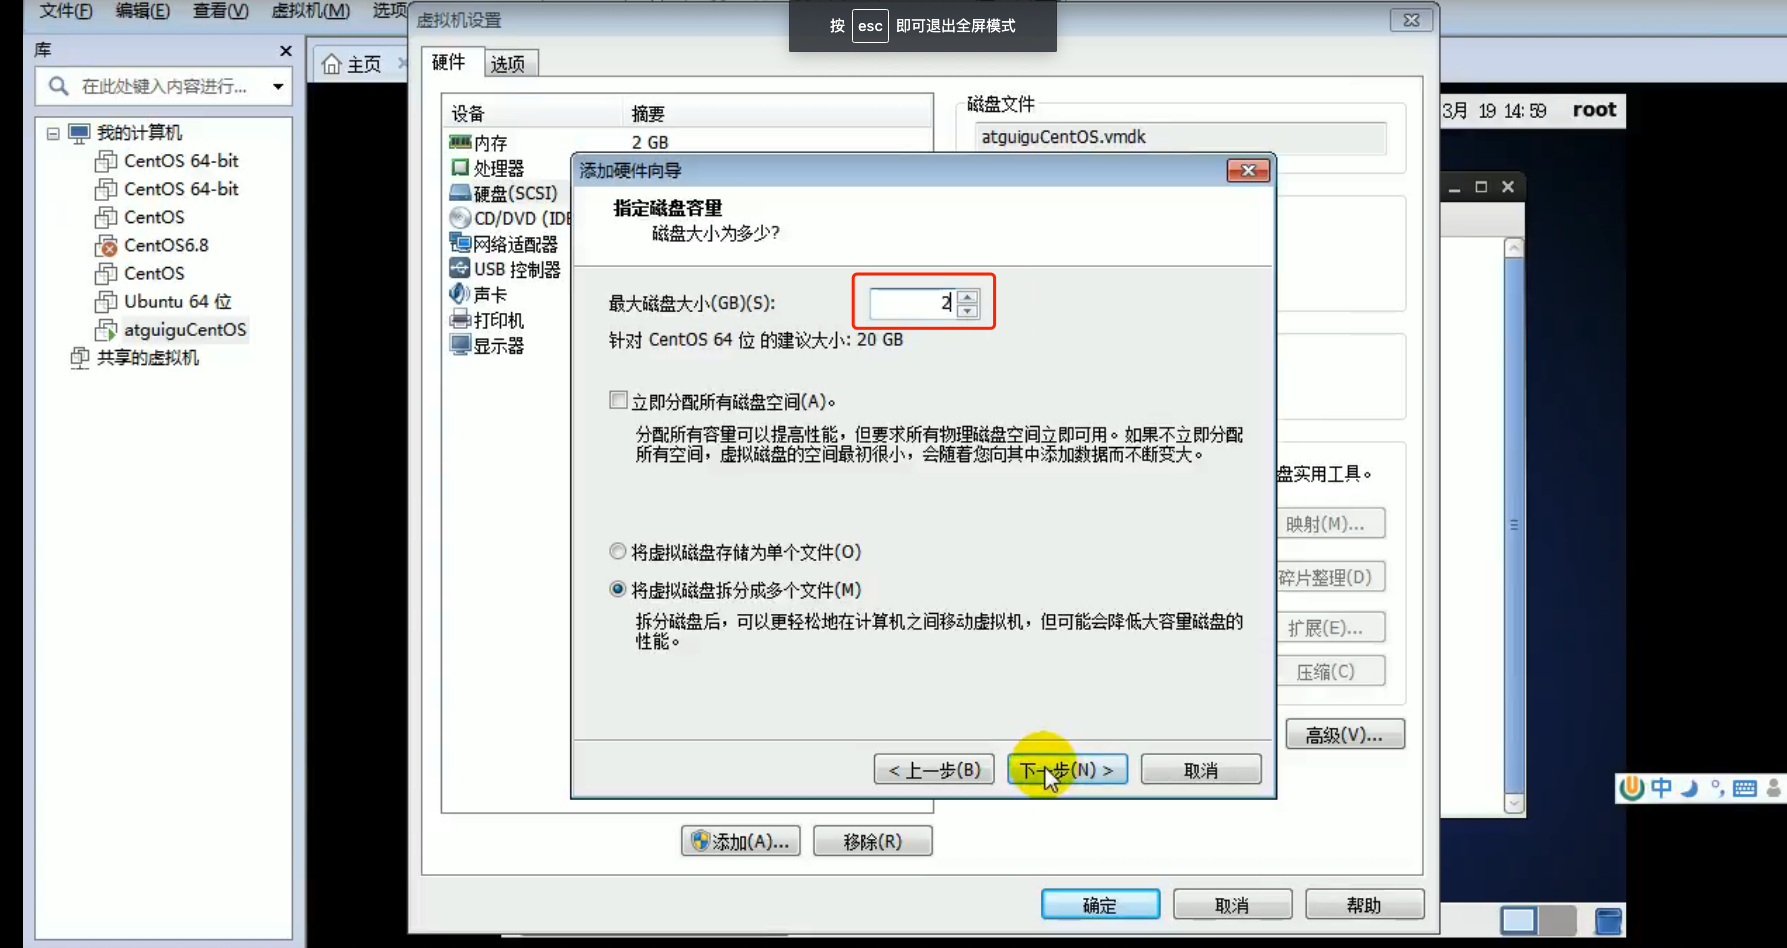 文件(F) 编辑(E) 查看(V) 虚拟机(M) 选项
虚拟机设置
按 esc 即可退出全屏模式
库
主页
硬件 选项
在此处键入内容进行...
我的计算机
CentOS 64-bit
CentOS 64-bit
CentOS
CentOS6.8
CentOS
Ubuntu 64 位
atguiguCentOS
共享的虚拟机
设备 摘要
内存 2 GB
处理器
硬盘(SCSI)
CD/DVD (IDE
网络适配器
USB 控制器
声卡
打印机
显示器
磁盘文件
atguiguCentOS.vmdk
3月 19 14:59 root
添加硬件向导
指定磁盘容量
磁盘大小为多少?
最大磁盘大小(GB)(S): 2
针对 CentOS 64 位 的建议大小: 20 GB
立即分配所有磁盘空间(A)。
分配所有容量可以提高性能，但要求所有物理磁盘空间立即可用。如果不立即分配
所有空间，虚拟磁盘的空间最初很小，会随着您向其中添加数据而不断变大。
将虚拟磁盘存储为单个文件(O)
将虚拟磁盘拆分成多个文件(M)
拆分磁盘后，可以更轻松地在计算机之间移动虚拟机，但可能会降低大容量磁盘的
性能。
< 上一步(B) 下一步(N) > 取消
盘实用工具。
映射(M)...
碎片整理(D)
扩展(E)...
压缩(C)
高级(V)...
中
添加(A)... 移除(R)
确定 取消 帮助